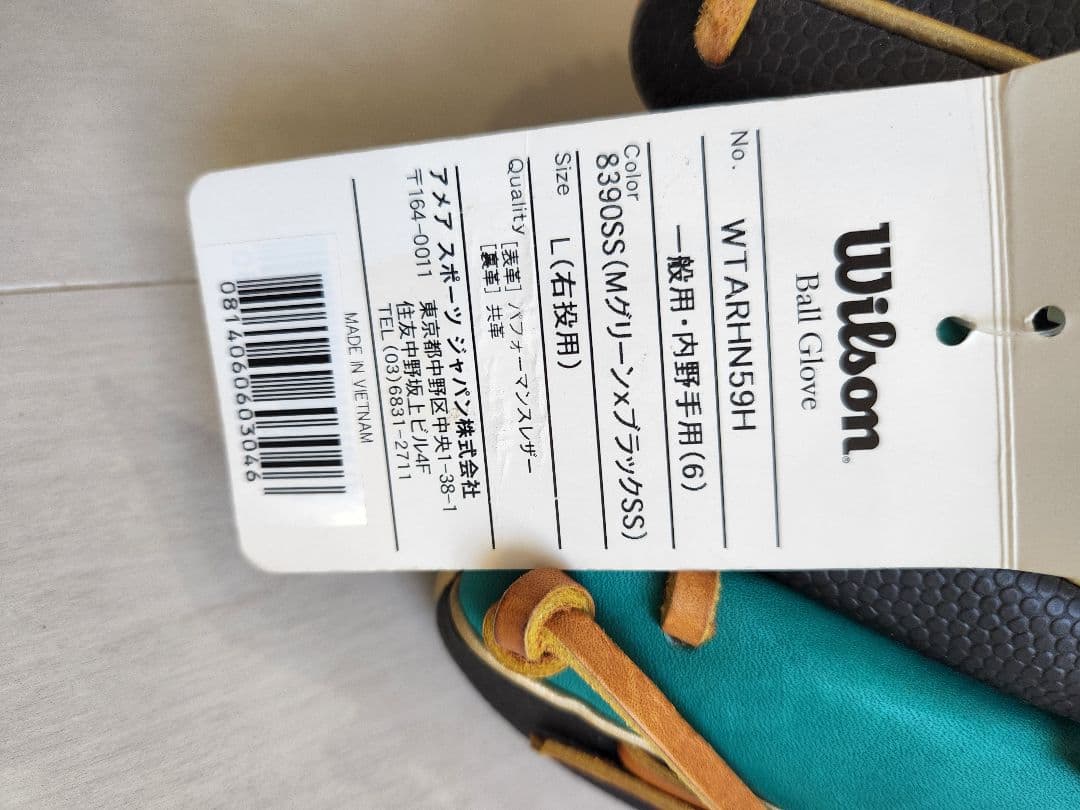 Wilson
Ball Glove
No. WTARHN59H
一般用・内野手用(6)
Color
8390SS(Mグリーン×ブラックSS)
Size L(右投用)
Quality [表革] パフォーマンスレザー
[裏革] 共革
アメア スポーツ ジャパン株式会社
〒164-0011 東京都中野区中央1-38-1
住友中野坂上ビル4F
TEL (03)6831-2711
MADE IN VIETNAM
081406060​3046